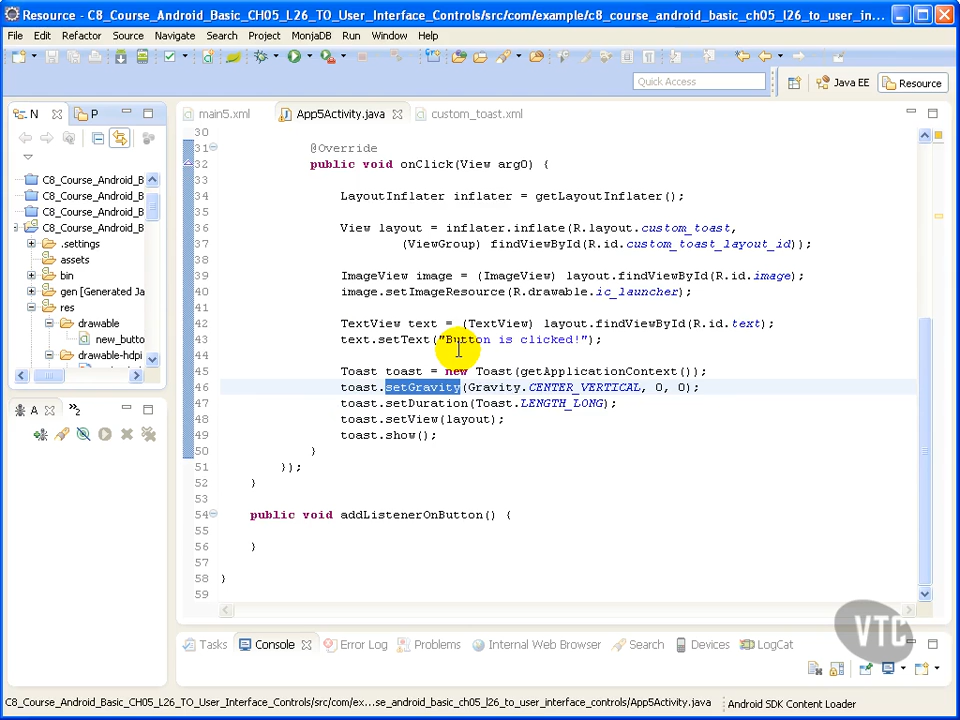 Resource - C8_Course_Android_Basic_CH05_L26_TO_User_Interface_Controls/src/com/example/c8_course_android_basic_ch05_l26_to_user_in...
File Edit Refactor Source Navigate Search Project MonjaDB Run Window Help
Quick Access
Java EE
Resource
N
P
main5.xml
App5Activity.java
custom_toast.xml
C8_Course_Android_B
C8_Course_Android_B
C8_Course_Android_B
C8_Course_Android_B
.settings
assets
bin
gen [Generated Ja
res
drawable
new_butto
drawable-hdpi
A
»2
30
31 @Override
32 public void onClick(View arg0) {
33
34 LayoutInflater inflater = getLayoutInflater();
35
36 View layout = inflater.inflate(R.layout.custom_toast,
37 (ViewGroup) findViewById(R.id.custom_toast_layout_id));
38
39 ImageView image = (ImageView) layout.findViewById(R.id.image);
40 image.setImageResource(R.drawable.ic_launcher);
41
42 TextView text = (TextView) layout.findViewById(R.id.text);
43 text.setText("Button is clicked!");
44
45 Toast toast = new Toast(getApplicationContext());
46 toast.setGravity(Gravity.CENTER_VERTICAL, 0, 0);
47 toast.setDuration(Toast.LENGTH_LONG);
48 toast.setView(layout);
49 toast.show();
50 }
51 });
52 }
53
54 public void addListenerOnButton() {
55
56 }
57
58 }
59
Tasks
Console
Error Log
Problems
Internal Web Browser
Search
Devices
LogCat
VTC
C8_Course_Android_Basic_CH05_L26_TO_User_Interface_Controls/src/com/ex...se_android_basic_ch05_l26_to_user_interface_controls/App5Activity.java
Android SDK Content Loader